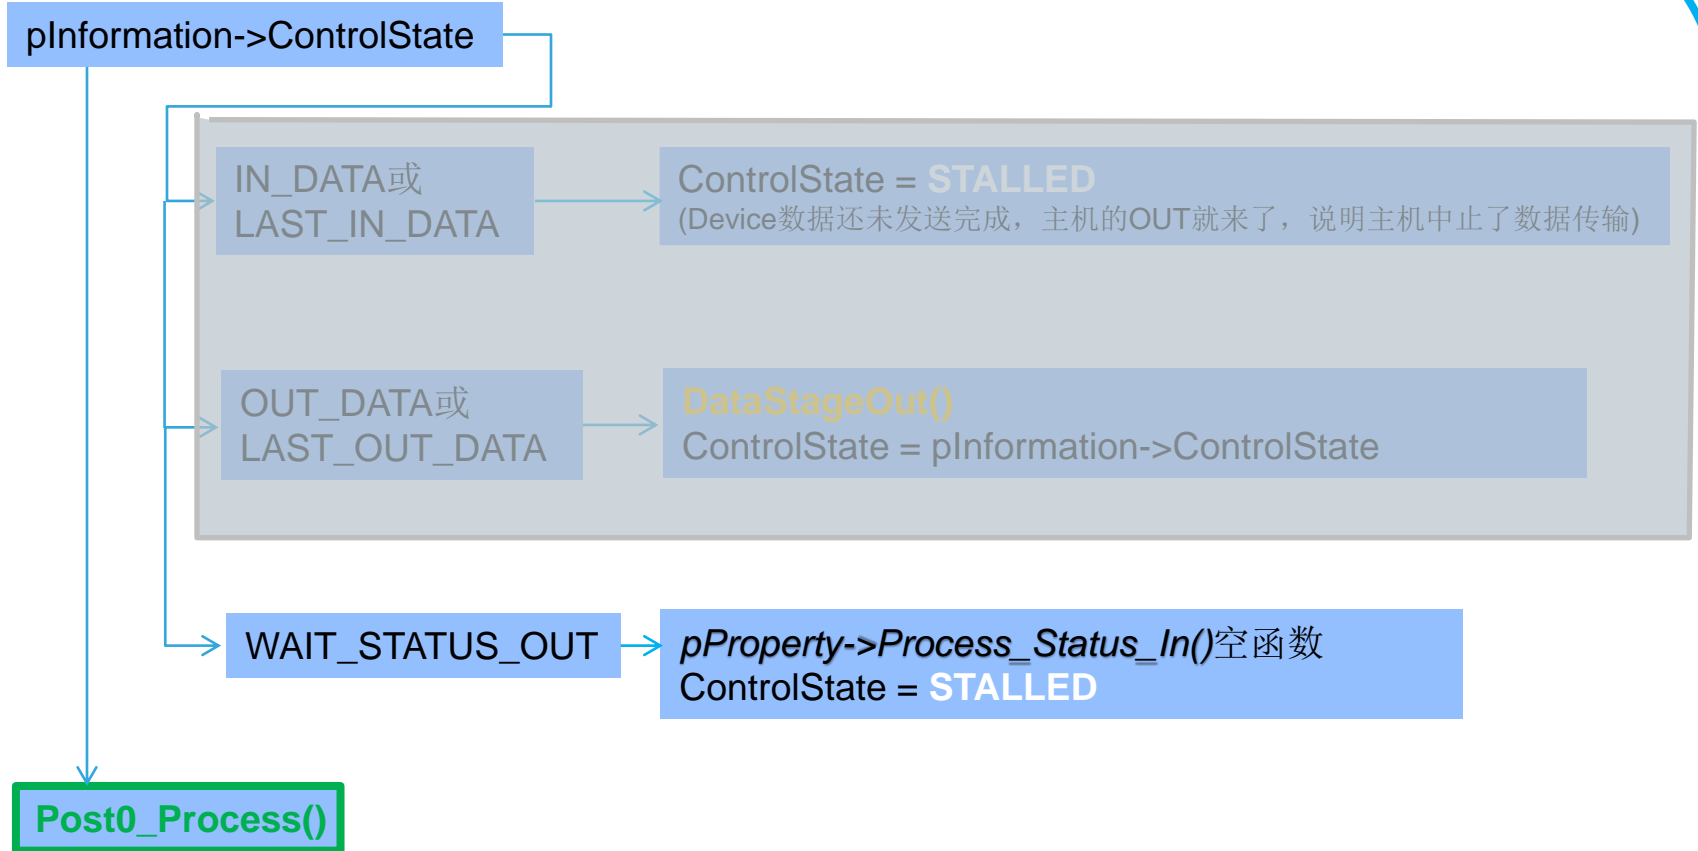 pInformation->ControlState
IN_DATA或
LAST_IN_DATA
ControlState = STALLED
(Device数据还未发送完成，主机的OUT就来了，说明主机中止了数据传输)
OUT_DATA或
LAST_OUT_DATA
DataStageOut()
ControlState = pInformation->ControlState
WAIT_STATUS_OUT
pProperty->Process_Status_In()空函数
ControlState = STALLED
Post0_Process()